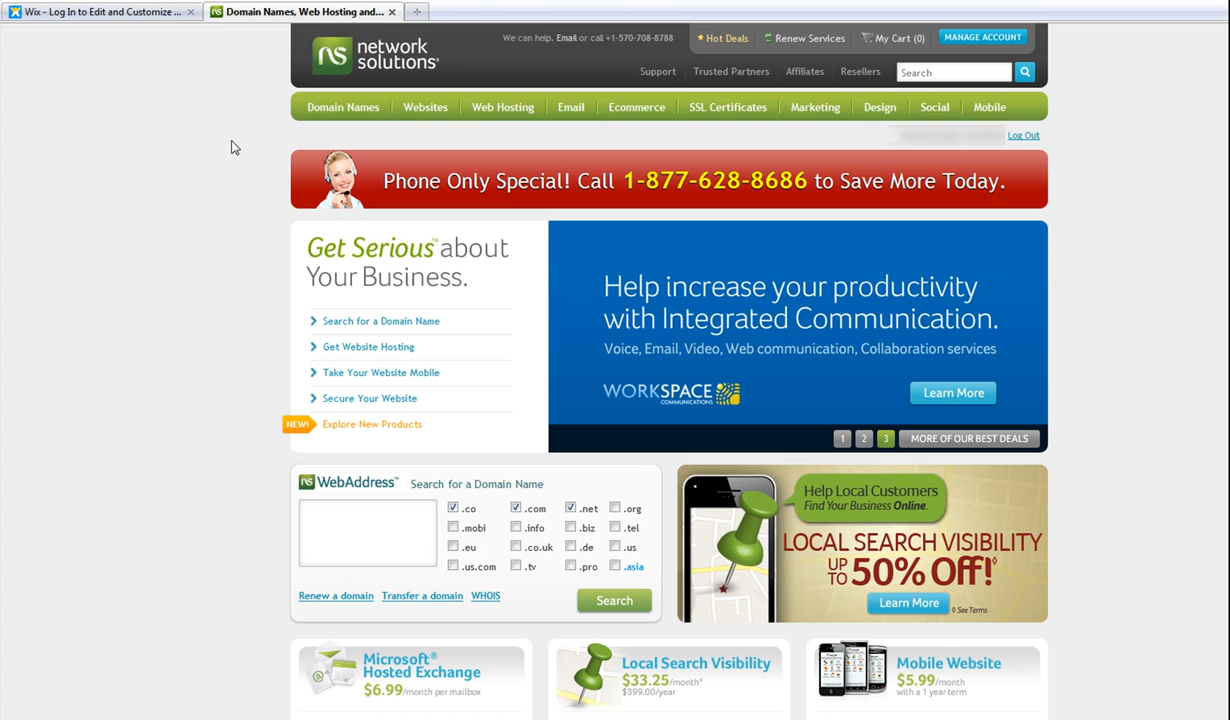 Wix - Log In to Edit and Customize ...
Domain Names, Web Hosting and...
ns network solutions®
We can help. Email or call +1-570-708-8788
Hot Deals
Renew Services
My Cart (0)
MANAGE ACCOUNT
Support
Trusted Partners
Affiliates
Resellers
Search
Domain Names
Websites
Web Hosting
Email
Ecommerce
SSL Certificates
Marketing
Design
Social
Mobile
Log Out
Phone Only Special! Call 1-877-628-8686 to Save More Today.
Get Serious™ about
Your Business.
Search for a Domain Name
Get Website Hosting
Take Your Website Mobile
Secure Your Website
NEW! Explore New Products
Help increase your productivity
with Integrated Communication.
Voice, Email, Video, Web communication, Collaboration services
WORKSPACE
COMMUNICATIONS
Learn More
1 2 3 MORE OF OUR BEST DEALS
ns WebAddress™ Search for a Domain Name
.co .com .net .org
.mobi .info .biz .tel
.eu .co.uk .de .us
.us.com .tv .pro .asia
Renew a domain Transfer a domain WHOIS
Search
Help Local Customers
Find Your Business Online.
LOCAL SEARCH VISIBILITY
UP TO 50% Off!◊
Learn More
◊ See Terms
Microsoft®
Hosted Exchange
$6.99/month per mailbox
Local Search Visibility
$33.25/month*
$399.00/year
Mobile Website
$5.99/month
with a 1 year term